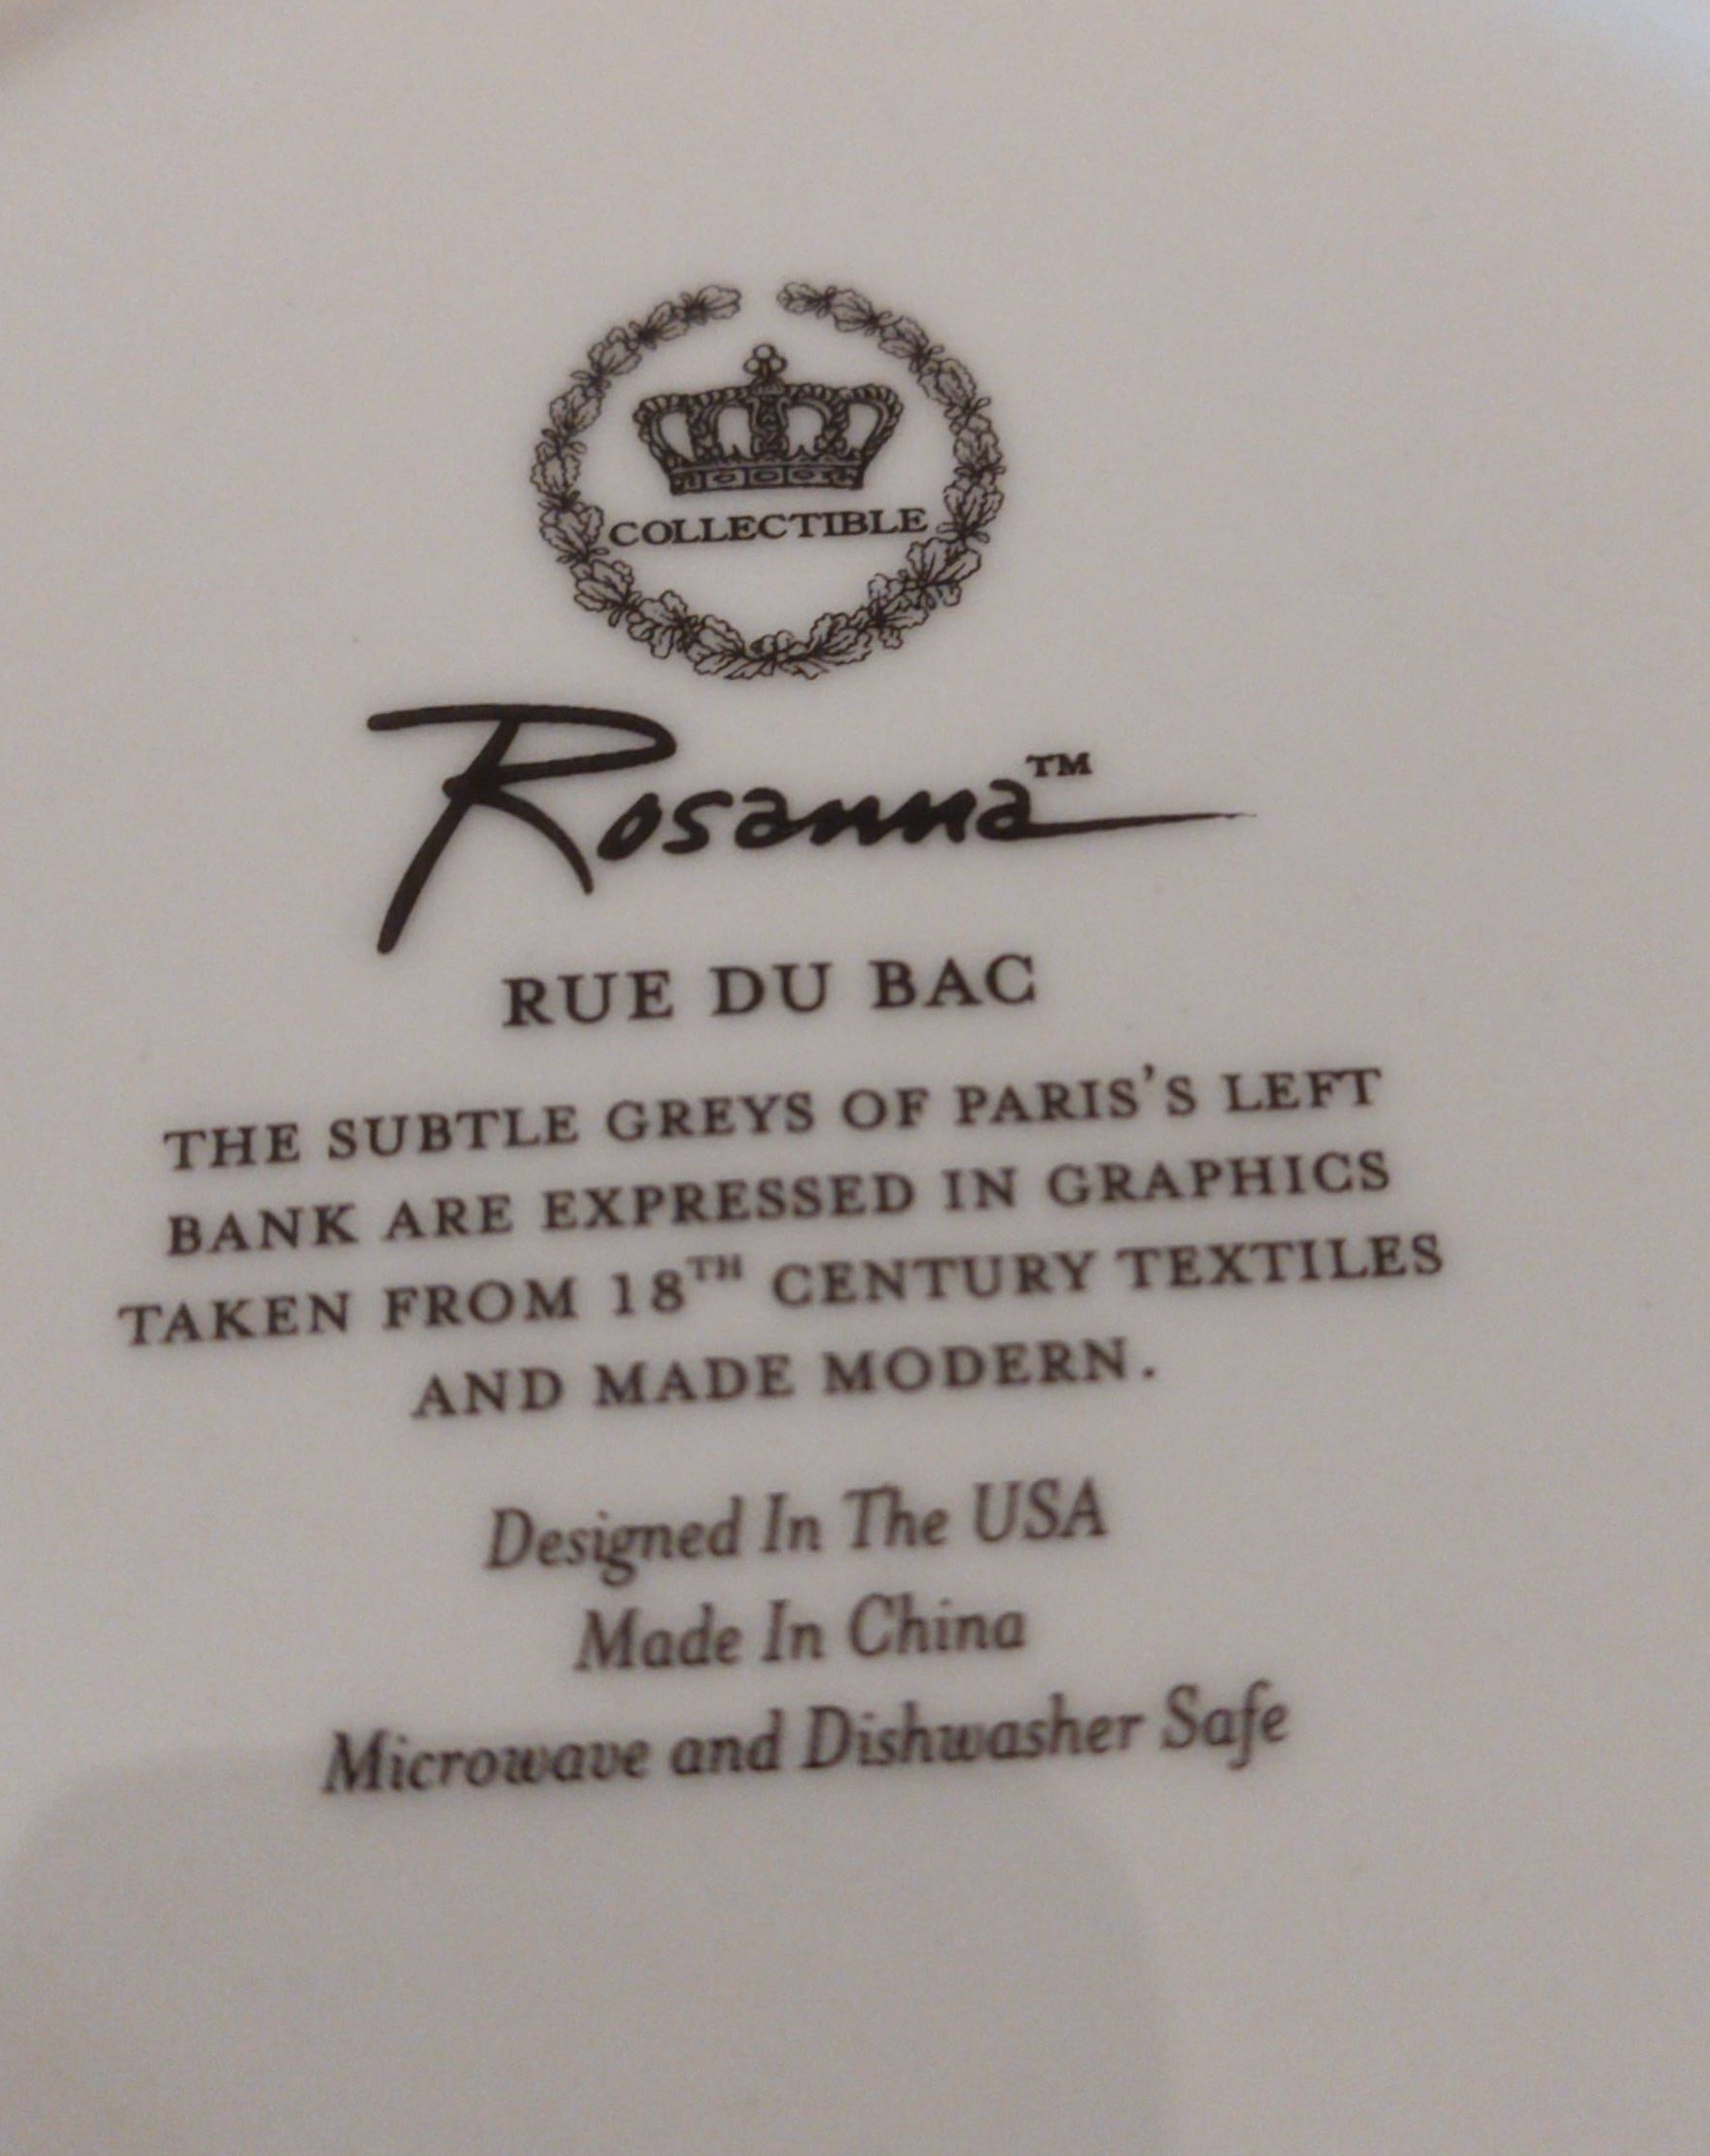 COLLECTIBLE
Rosanna™
RUE DU BAC
THE SUBTLE GREYS OF PARIS'S LEFT
BANK ARE EXPRESSED IN GRAPHICS
TAKEN FROM 18TH CENTURY TEXTILES
AND MADE MODERN.
Designed In The USA
Made In China
Microwave and Dishwasher Safe